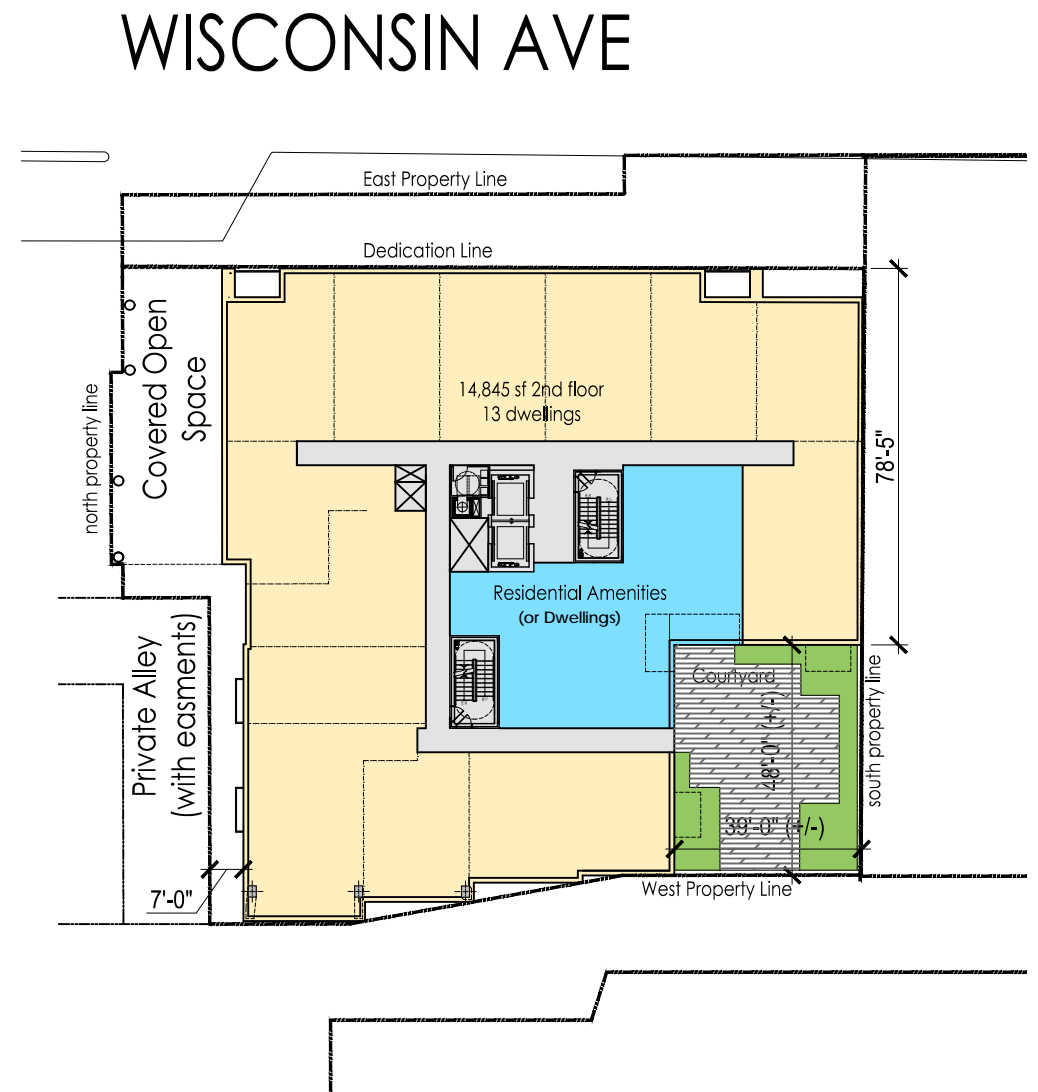 WISCONSIN AVE
East Property Line
Dedication Line
Covered Open
Space
north property line
14,845 sf 2nd floor
13 dwellings
78'-5"
Residential Amenities
(or Dwellings)
Private Alley
(with easments)
Courtyard
48'-0" (+/-)
south property line
39'-0" (+/-)
West Property Line
7'-0"